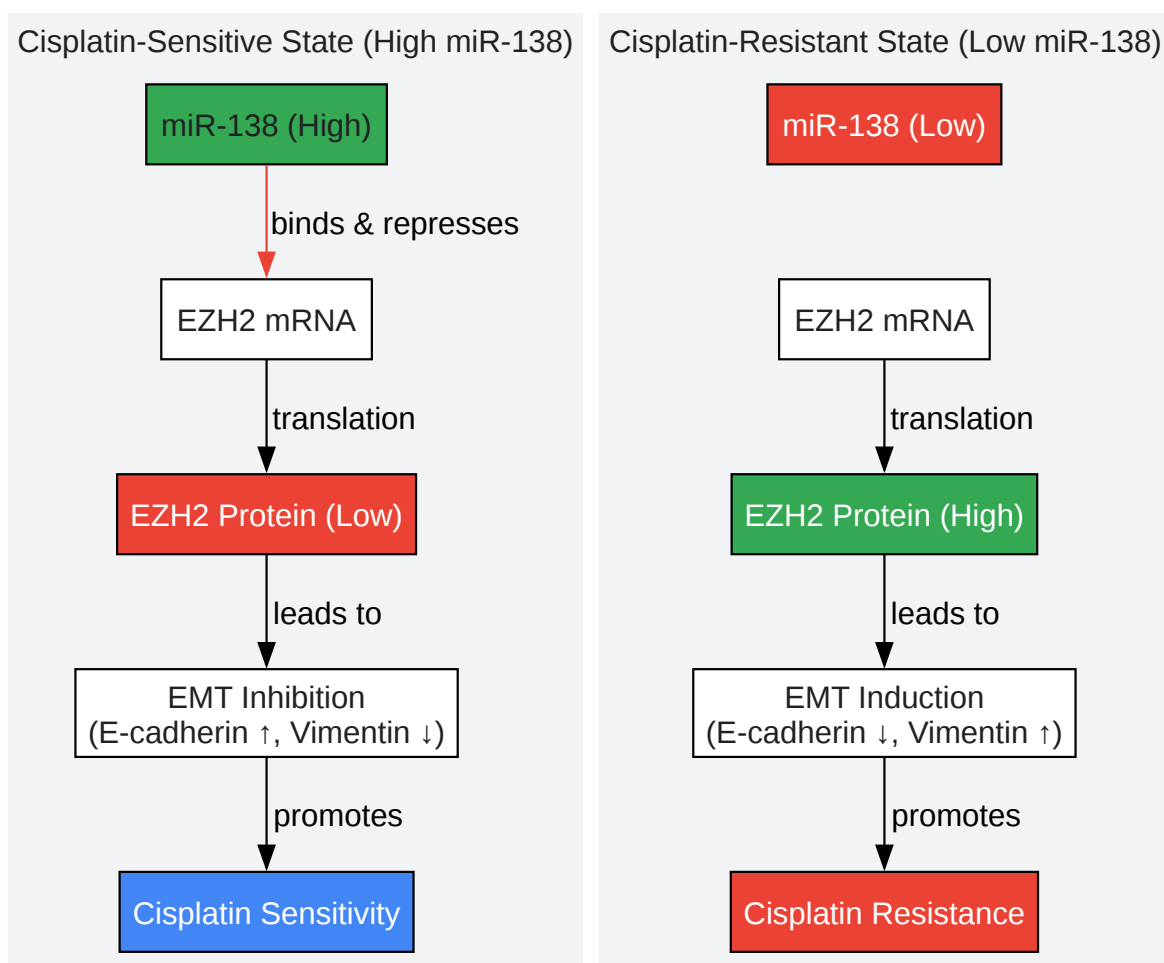 Cisplatin-Sensitive State (High miR-138)
miR-138 (High)
binds & represses
EZH2 mRNA
translation
EZH2 Protein (Low)
leads to
EMT Inhibition
(E-cadherin ↑, Vimentin ↓)
promotes
Cisplatin Sensitivity
Cisplatin-Resistant State (Low miR-138)
miR-138 (Low)
EZH2 mRNA
translation
EZH2 Protein (High)
leads to
EMT Induction
(E-cadherin ↓, Vimentin ↑)
promotes
Cisplatin Resistance